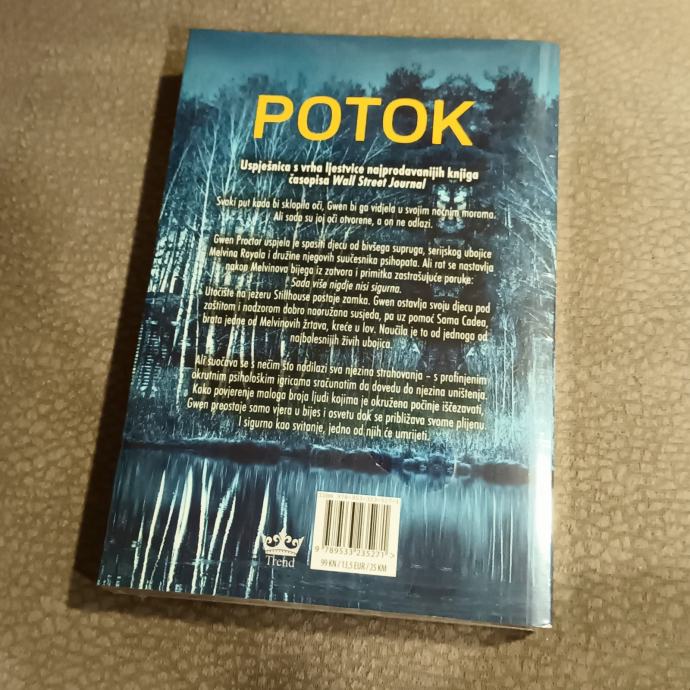 POTOK
Uspješnica s vrha ljestvice najprodavanijih knjiga
časopisa Wall Street Journal
Svaki put kada bi sklopila oči, Gwen bi ga vidjela u svojim noćnim morama.
Ali sada su joj oči otvorene, a on ne odlazi.
Gwen Proctor uspjela je spasiti djecu od bivšega supruga, serijskog ubojice
Melvina Royala i družine njegovih suučesnika psihopata. Ali rat se nastavlja
nakon Melvinova bijega iz zatvora i primitka zastrašujuće poruke:
Sada više nigdje nisi sigurna.
Utočište na jezeru Stillhouse postaje zamka. Gwen ostavlja svoju djecu pod
zaštitom i nadzorom dobro naoružana susjeda, pa uz pomoć Sama Cadea,
brata jedne od Melvinovih žrtava, kreće u lov. Naučila je to od jednoga od
najbolesnijih živih ubojica.
Ali suočava se s nečim što nadilazi sva njezina strahovanja – s profinjenim
okrutnim psihološkim igricama sračunatim da dovedu do njezina uništenja.
Kako povjerenje maloga broja ljudi kojima je okružena počinje iščezavati,
Gwen preostaje samo vjera u bijes i osvetu dok se približava svome plijenu.
I sigurno kao svitanje, jedno od njih će umrijeti.
Trend
9 789533 235271 >
99 KN / 13,5 EUR / 25 KM